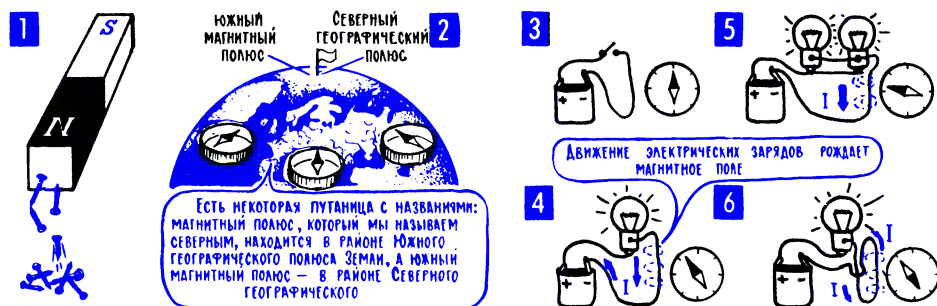 1
S
N
ЮЖНЫЙ
МАГНИТНЫЙ
ПОЛЮС
СЕВЕРНЫЙ
ГЕОГРАФИЧЕСКИЙ
ПОЛЮС
2
ЕСТЬ НЕКОТОРАЯ ПУТАНИЦА С НАЗВАНИЯМИ:
МАГНИТНЫЙ ПОЛЮС, КОТОРЫЙ МЫ НАЗЫВАЕМ
СЕВЕРНЫМ, НАХОДИТСЯ В РАЙОНЕ ЮЖНОГО
ГЕОГРАФИЧЕСКОГО ПОЛЮСА ЗЕМЛИ, А ЮЖНЫЙ
МАГНИТНЫЙ ПОЛЮС — В РАЙОНЕ СЕВЕРНОГО
ГЕОГРАФИЧЕСКОГО
3
+ -
5
+ -
I
ДВИЖЕНИЕ ЭЛЕКТРИЧЕСКИХ ЗАРЯДОВ РОЖДАЕТ
МАГНИТНОЕ ПОЛЕ
4
+ -
I
6
+ -
I
I